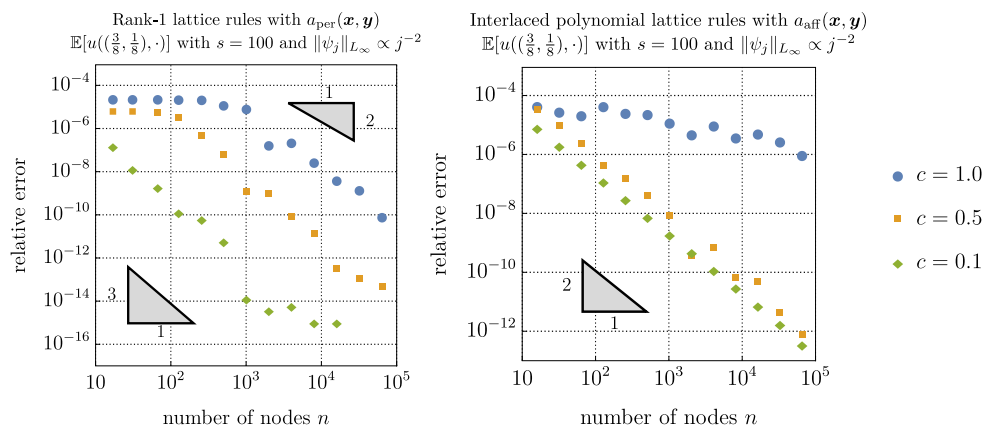 Rank-1 lattice rules with a_per(x, y)
𝔼[u((3/8, 1/8), ·)] with s = 100 and ‖ψ_j‖_{L_∞} ∝ j^{-2}
10^{-4}
10^{-6}
10^{-8}
10^{-10}
10^{-12}
10^{-14}
10^{-16}
relative error
1
2
3
1
10
10^2
10^3
10^4
10^5
number of nodes n
Interlaced polynomial lattice rules with a_aff(x, y)
𝔼[u((3/8, 1/8), ·)] with s = 100 and ‖ψ_j‖_{L_∞} ∝ j^{-2}
10^{-4}
10^{-6}
10^{-8}
10^{-10}
10^{-12}
relative error
2
1
10
10^2
10^3
10^4
10^5
number of nodes n
c = 1.0
c = 0.5
c = 0.1